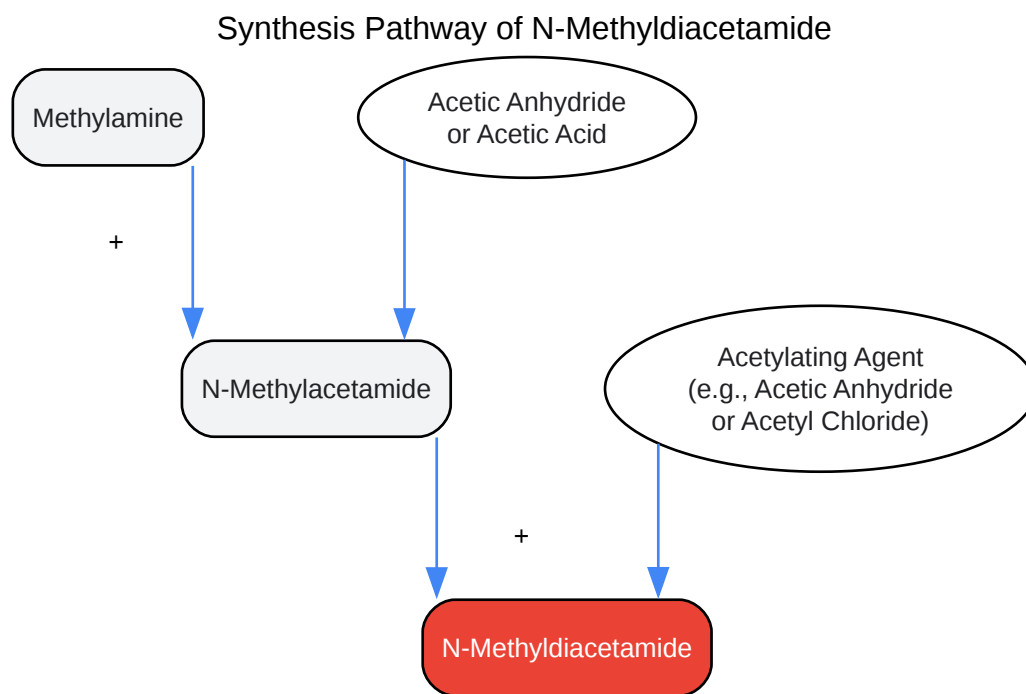 Synthesis Pathway of N-Methyldiacetamide
Methylamine
Acetic Anhydride
or Acetic Acid
+
N-Methylacetamide
Acetylating Agent
(e.g., Acetic Anhydride
or Acetyl Chloride)
+
N-Methyldiacetamide